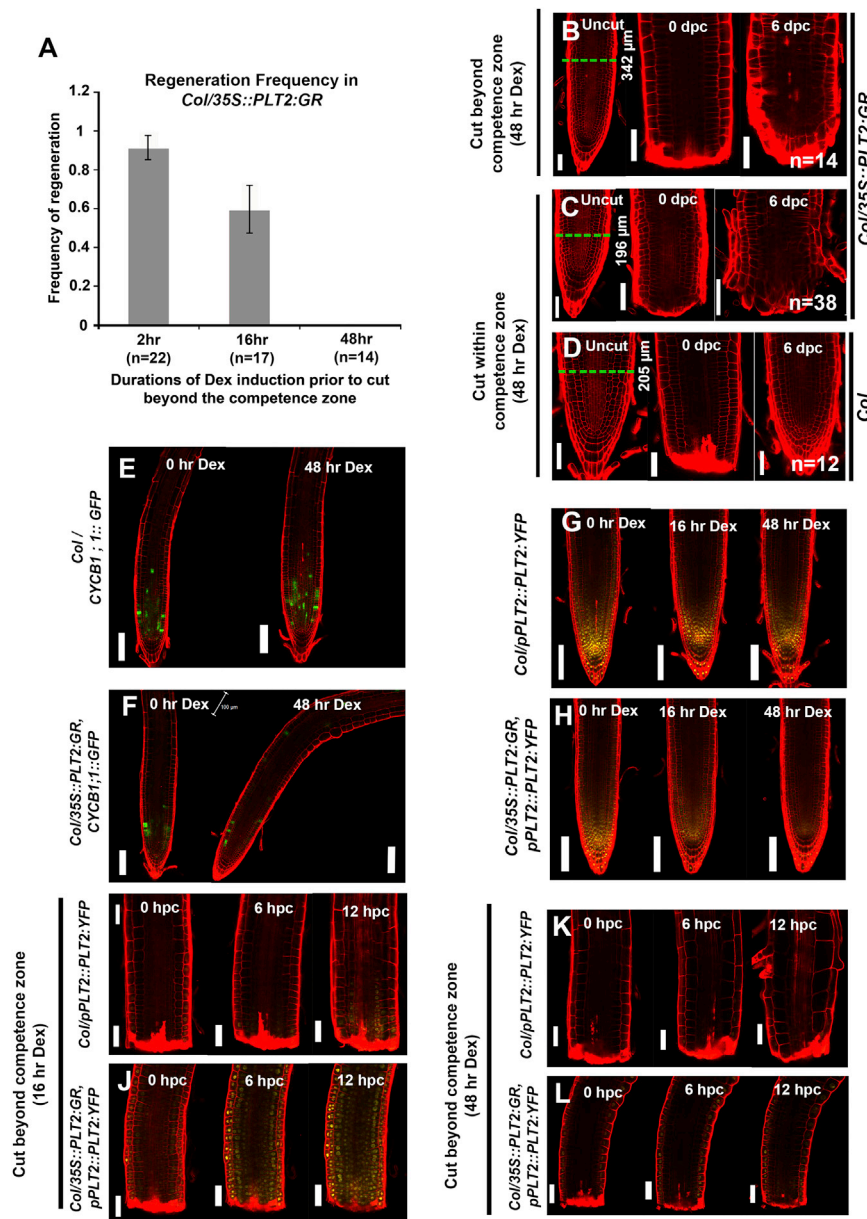 A
Regeneration Frequency in
Col/35S::PLT2:GR
Frequency of regeneration
1.2
1
0.8
0.6
0.4
0.2
0
2hr
16hr
48hr
(n=22)
(n=17)
(n=14)
Durations of Dex induction prior to cut
beyond the competence zone
Cut beyond
competence zone
(48 hr Dex)
B
Uncut
342 µm
0 dpc
6 dpc
n=14
Col/35S::PLT2:GR
Cut within
competence zone
(48 hr Dex)
C
Uncut
196 µm
0 dpc
6 dpc
n=38
D
Uncut
205 µm
0 dpc
6 dpc
n=12
Col
Col /
CYCB1 ; 1:: GFP
E
0 hr Dex
48 hr Dex
Col/35S::PLT2:GR,
CYCB1;1::GFP
F
0 hr Dex
100 µm
48 hr Dex
Col/pPLT2::PLT2:YFP
G
0 hr Dex
16 hr Dex
48 hr Dex
Col/35S::PLT2:GR,
pPLT2::PLT2:YFP
H
0 hr Dex
16 hr Dex
48 hr Dex
Cut beyond competence zone
(16 hr Dex)
Col/pPLT2::PLT2:YFP
I
0 hpc
6 hpc
12 hpc
Col/35S::PLT2:GR,
pPLT2::PLT2:YFP
J
0 hpc
6 hpc
12 hpc
Cut beyond competence zone
(48 hr Dex)
Col/pPLT2::PLT2:YFP
K
0 hpc
6 hpc
12 hpc
Col/35S::PLT2:GR,
pPLT2::PLT2:YFP
L
0 hpc
6 hpc
12 hpc